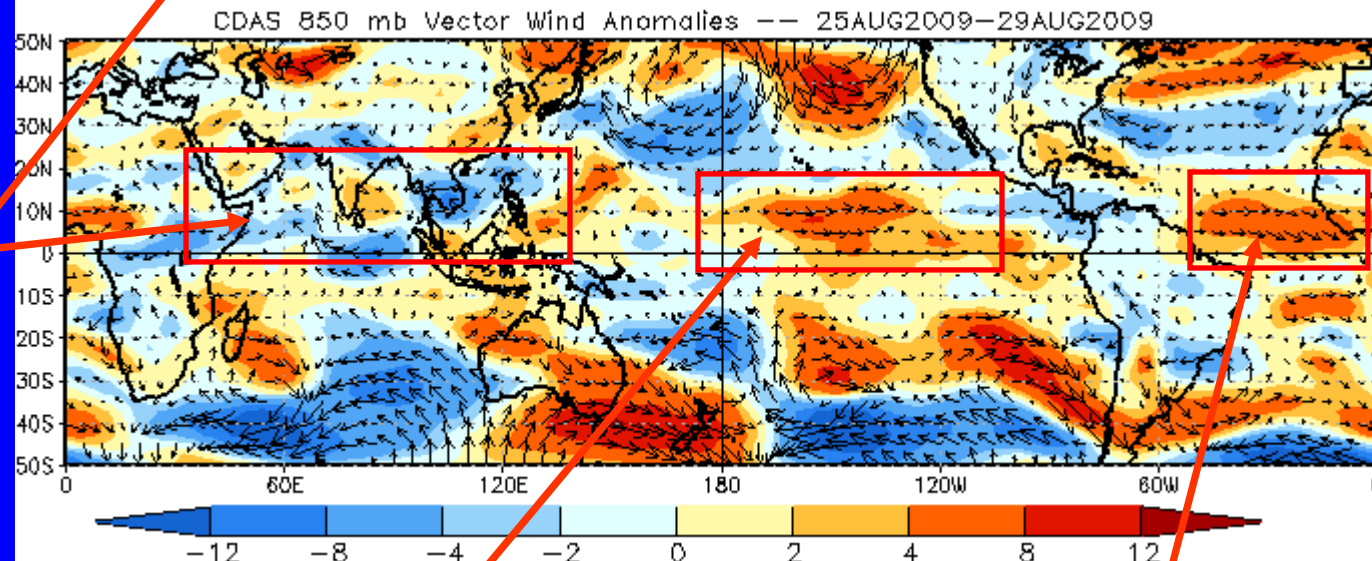 CDAS 850 mb Vector Wind Anomalies -- 25AUG2009-29AUG2009
50N
40N
30N
20N
10N
0
10S
20S
30S
40S
50S
0 60E 120E 180 120W 60W
-12 -8 -4 -2 0 2 4 8 12